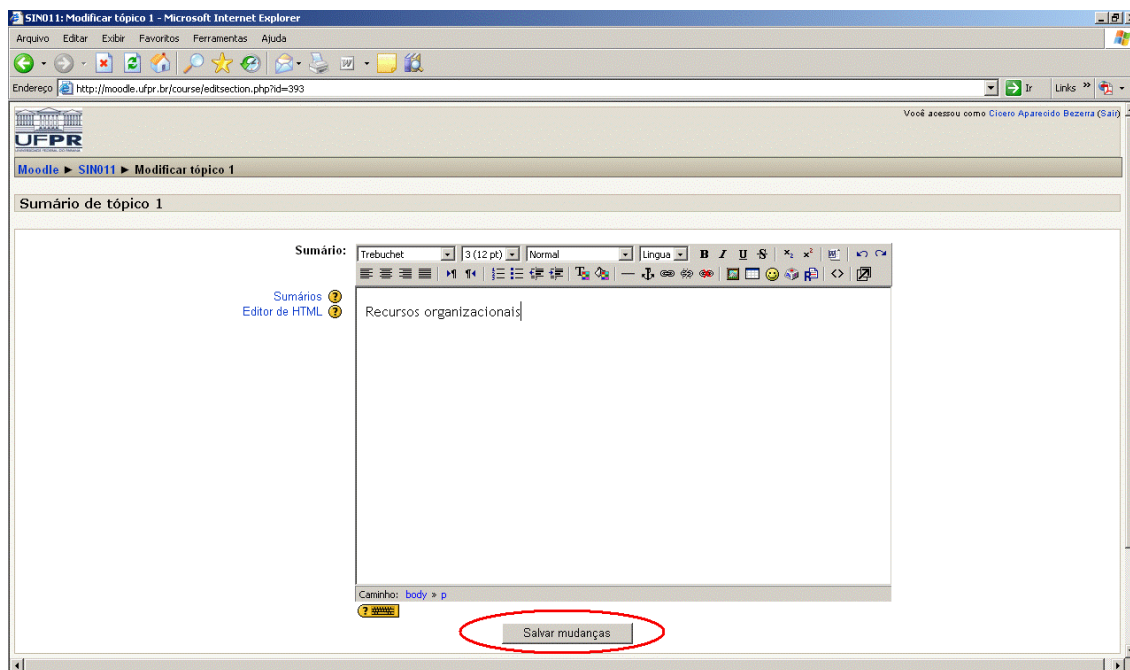 SIN011: Modificar tópico 1 - Microsoft Internet Explorer
Arquivo Editar Exibir Favoritos Ferramentas Ajuda
Endereço http://moodle.ufpr.br/course/editsection.php?id=393 Ir Links »
Você acessou como Cicero Aparecido Bezerra (Sair)
UFPR
Moodle ► SIN011 ► Modificar tópico 1
Sumário de tópico 1
Sumário:
Trebuchet 3 (12 pt) Normal Lingua B I U S x₂ x²
Sumários ?
Editor de HTML ?
Recursos organizacionais
Caminho: body » p
?
Salvar mudanças